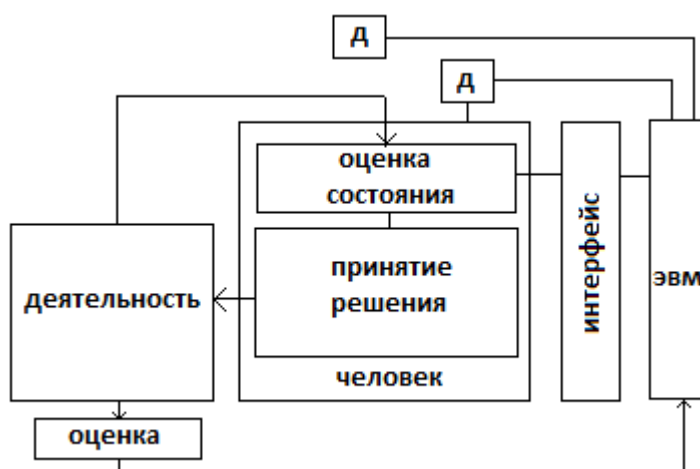 д
д
оценка
состояния
принятие
решения
человек
деятельность
оценка
интерфейс
эвм